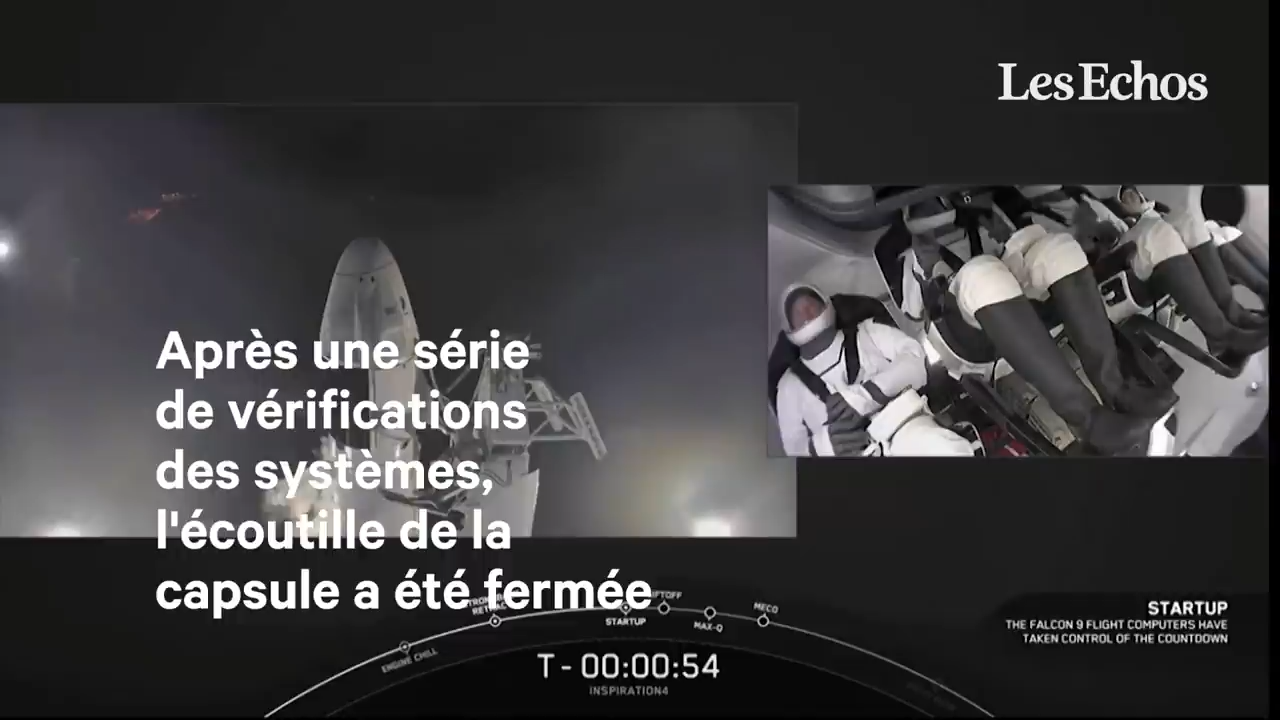 Les Echos
Après une série
de vérifications
des systèmes,
l'écoutille de la
capsule a été fermée
ENGINE CHILL
STARTUP
MAX-Q
MECO
T - 00:00:54
INSPIRATION4
STARTUP
THE FALCON 9 FLIGHT COMPUTERS HAVE
TAKEN CONTROL OF THE COUNTDOWN